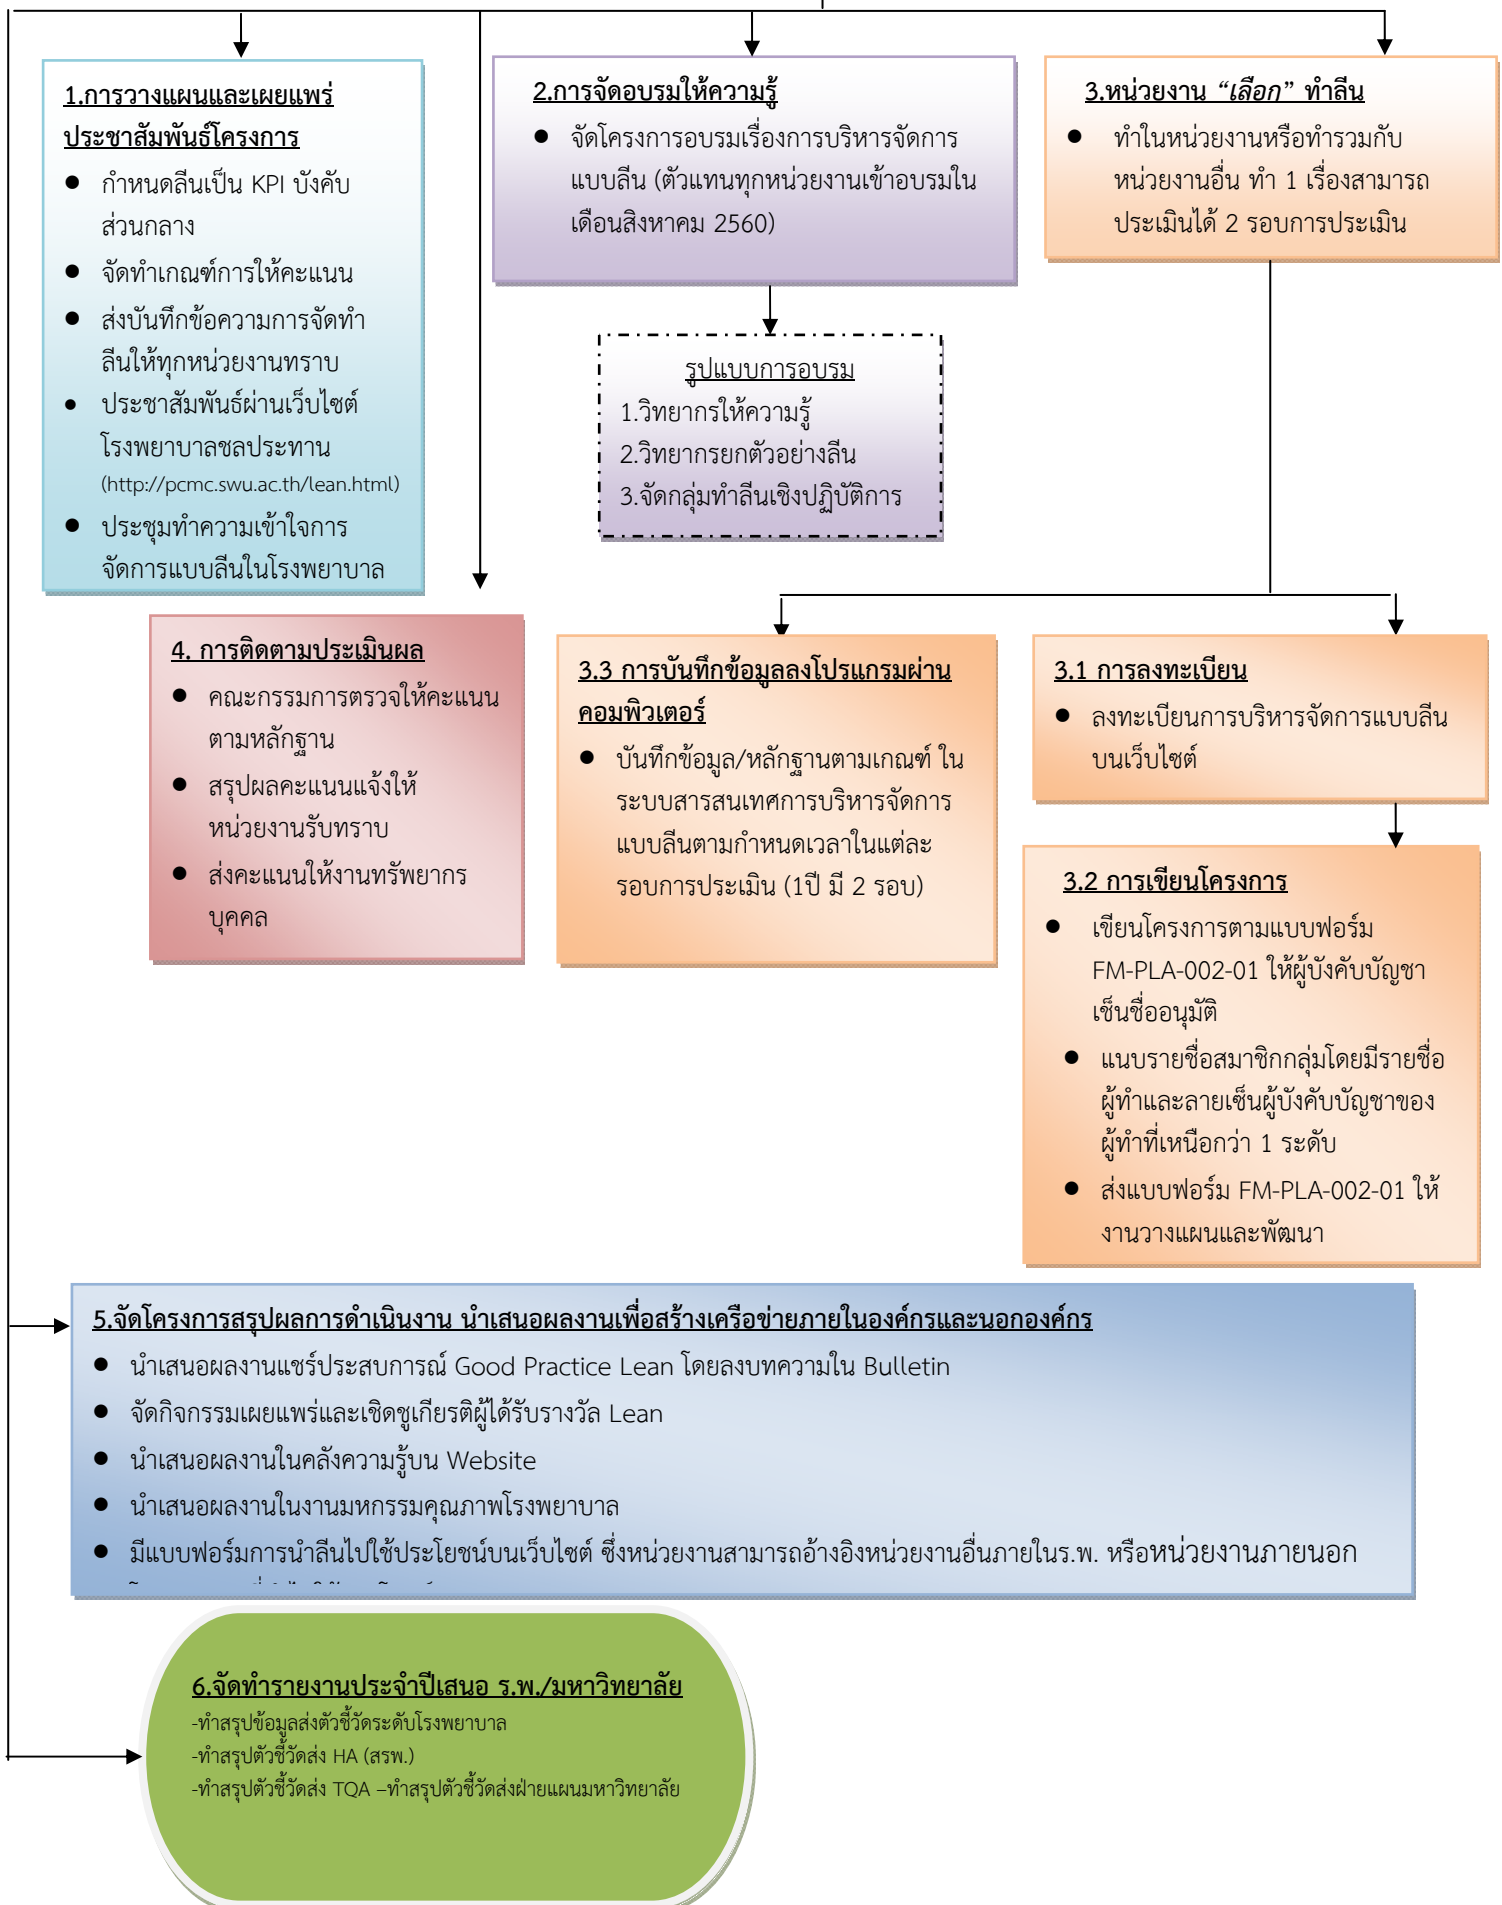 1.การวางแผนและเผยแพร่
ประชาสัมพันธ์โครงการ
● กำหนดลีนเป็น KPI บังคับ
ส่วนกลาง
● จัดทำเกณฑ์การให้คะแนน
● ส่งบันทึกข้อความการจัดทำ
ลีนให้ทุกหน่วยงานทราบ
● ประชาสัมพันธ์ผ่านเว็บไซต์
โรงพยาบาลชลประทาน
(http://pcmc.swu.ac.th/lean.html)
● ประชุมทำความเข้าใจการ
จัดการแบบลีนในโรงพยาบาล
2.การจัดอบรมให้ความรู้
● จัดโครงการอบรมเรื่องการบริหารจัดการ
แบบลีน (ตัวแทนทุกหน่วยงานเข้าอบรมใน
เดือนสิงหาคม 2560)
รูปแบบการอบรม
1.วิทยากรให้ความรู้
2.วิทยากรยกตัวอย่างลีน
3.จัดกลุ่มทำลีนเชิงปฏิบัติการ
3.หน่วยงาน “เลือก” ทำลีน
● ทำในหน่วยงานหรือทำรวมกับ
หน่วยงานอื่น ทำ 1 เรื่องสามารถ
ประเมินได้ 2 รอบการประเมิน
4. การติดตามประเมินผล
● คณะกรรมการตรวจให้คะแนน
ตามหลักฐาน
● สรุปผลคะแนนแจ้งให้
หน่วยงานรับทราบ
● ส่งคะแนนให้งานทรัพยากร
บุคคล
3.3 การบันทึกข้อมูลลงโปรแกรมผ่าน
คอมพิวเตอร์
● บันทึกข้อมูล/หลักฐานตามเกณฑ์ ใน
ระบบสารสนเทศการบริหารจัดการ
แบบลีนตามกำหนดเวลาในแต่ละ
รอบการประเมิน (1ปี มี 2 รอบ)
3.1 การลงทะเบียน
● ลงทะเบียนการบริหารจัดการแบบลีน
บนเว็บไซต์
3.2 การเขียนโครงการ
● เขียนโครงการตามแบบฟอร์ม
FM-PLA-002-01 ให้ผู้บังคับบัญชา
เซ็นชื่ออนุมัติ
● แนบรายชื่อสมาชิกกลุ่มโดยมีรายชื่อ
ผู้ทำและลายเซ็นผู้บังคับบัญชาของ
ผู้ทำที่เหนือกว่า 1 ระดับ
● ส่งแบบฟอร์ม FM-PLA-002-01 ให้
งานวางแผนและพัฒนา
5.จัดโครงการสรุปผลการดำเนินงาน นำเสนอผลงานเพื่อสร้างเครือข่ายภายในองค์กรและนอกองค์กร
● นำเสนอผลงานแชร์ประสบการณ์ Good Practice Lean โดยลงบทความใน Bulletin
● จัดกิจกรรมเผยแพร่และเชิดชูเกียรติผู้ได้รับรางวัล Lean
● นำเสนอผลงานในคลังความรู้บน Website
● นำเสนอผลงานในงานมหกรรมคุณภาพโรงพยาบาล
● มีแบบฟอร์มการนำลีนไปใช้ประโยชน์บนเว็บไซต์ ซึ่งหน่วยงานสามารถอ้างอิงหน่วยงานอื่นภายในร.พ. หรือหน่วยงานภายนอก
6.จัดทำรายงานประจำปีเสนอ ร.พ./มหาวิทยาลัย
-ทำสรุปข้อมูลส่งตัวชี้วัดระดับโรงพยาบาล
-ทำสรุปตัวชี้วัดส่ง HA (สรพ.)
-ทำสรุปตัวชี้วัดส่ง TQA –ทำสรุปตัวชี้วัดส่งฝ่ายแผนมหาวิทยาลัย